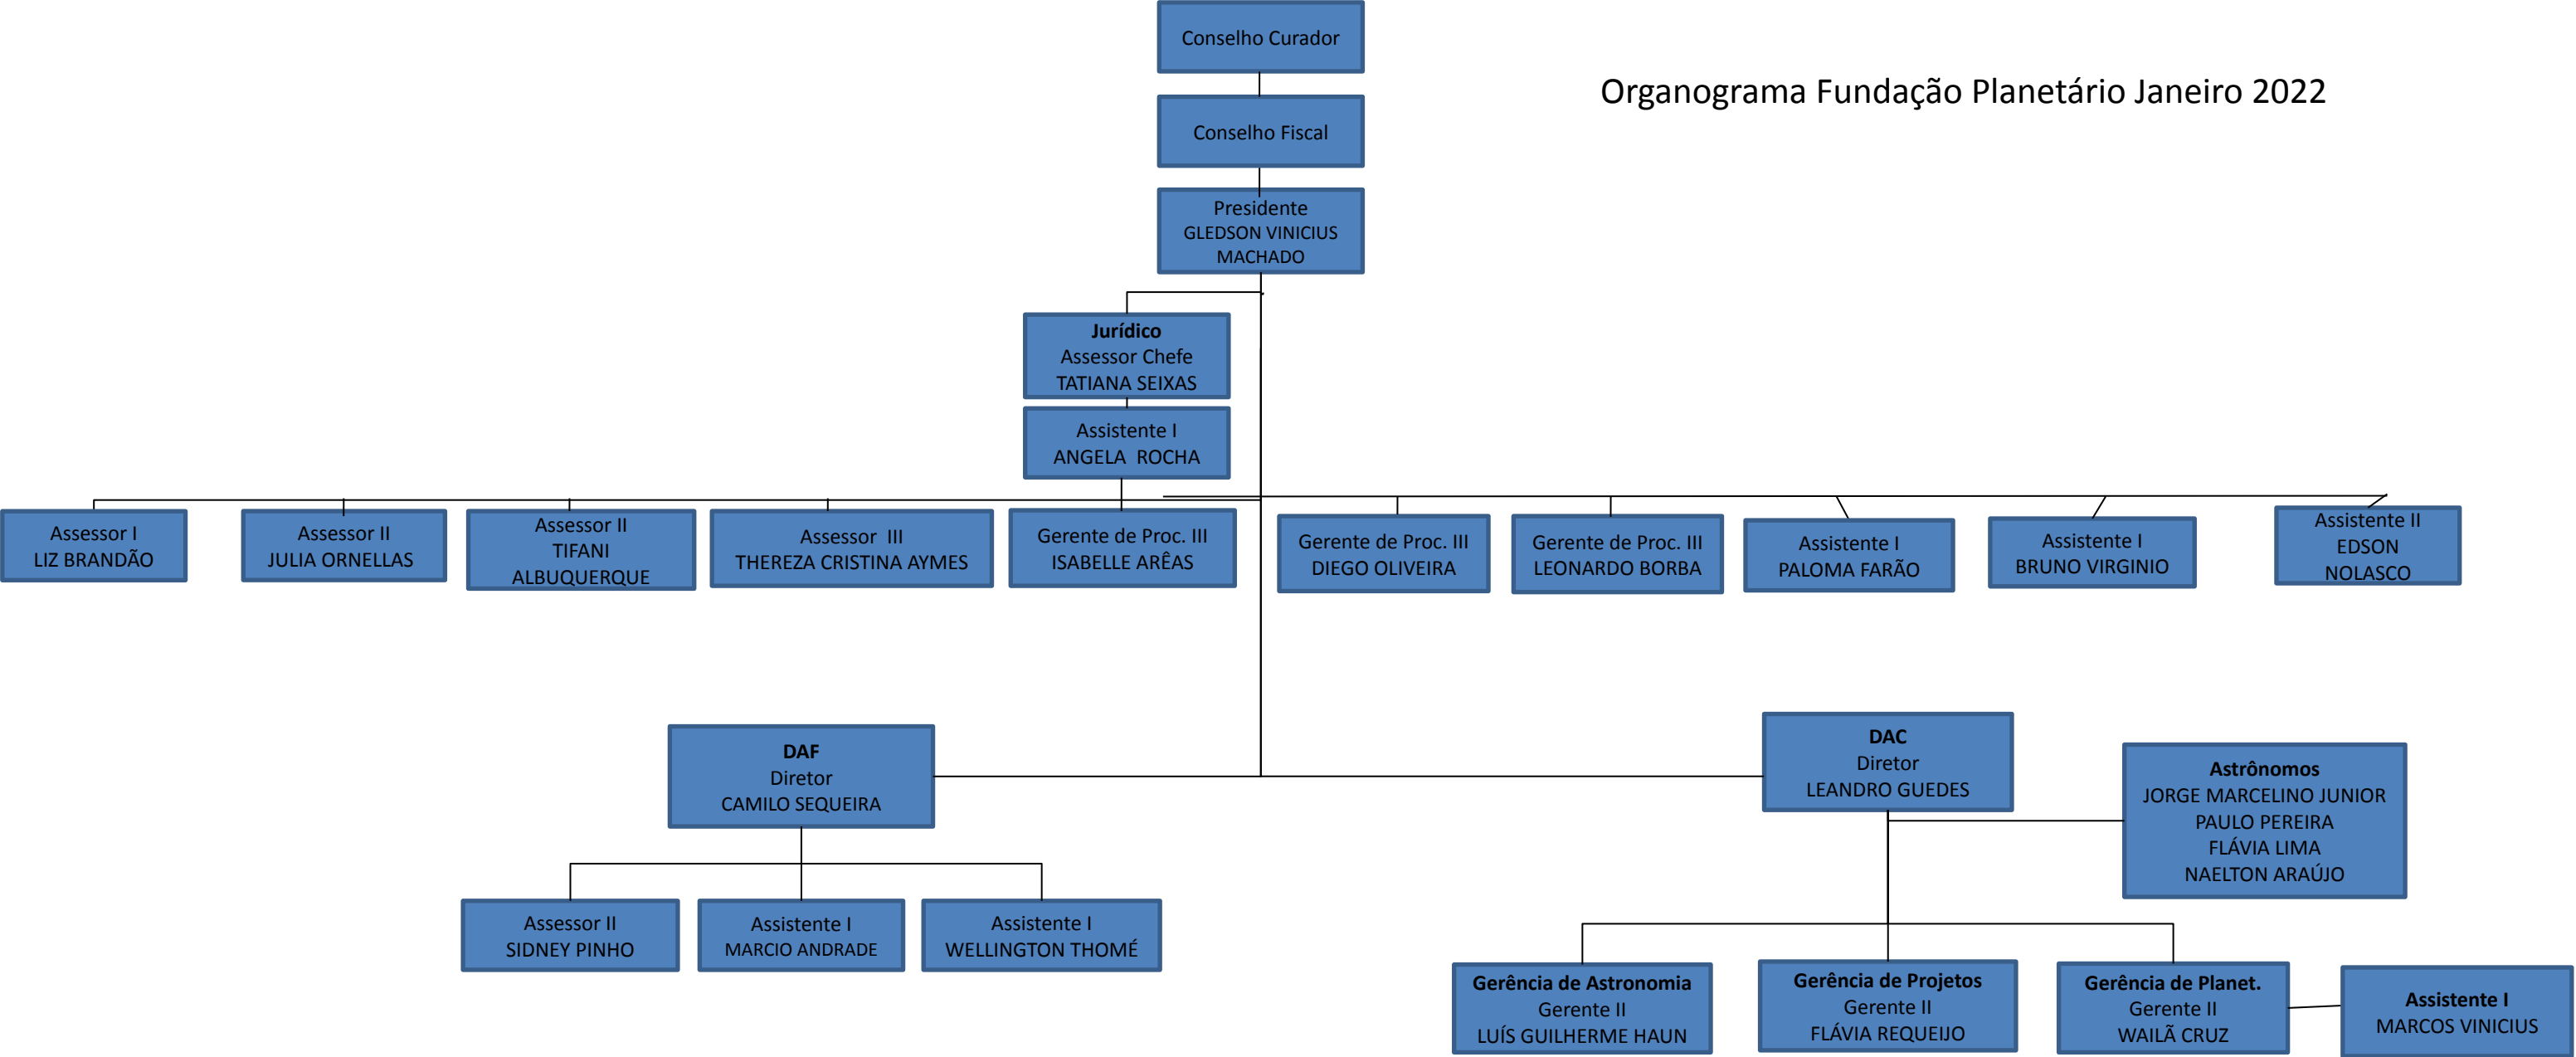 Conselho Curador
Organograma Fundação Planetário Janeiro 2022
Conselho Fiscal
Presidente
GLEDSON VINICIUS
MACHADO
Jurídico
Assessor Chefe
TATIANA SEIXAS
Assistente I
ANGELA ROCHA
Assessor I
LIZ BRANDÃO
Assessor II
JULIA ORNELLAS
Assessor II
TIFANI
ALBUQUERQUE
Assessor III
THEREZA CRISTINA AYMES
Gerente de Proc. III
ISABELLE ARÊAS
Gerente de Proc. III
DIEGO OLIVEIRA
Gerente de Proc. III
LEONARDO BORBA
Assistente I
PALOMA FARÃO
Assistente I
BRUNO VIRGINIO
Assistente II
EDSON
NOLASCO
DAF
Diretor
CAMILO SEQUEIRA
DAC
Diretor
LEANDRO GUEDES
Astrônomos
JORGE MARCELINO JUNIOR
PAULO PEREIRA
FLÁVIA LIMA
NAELTON ARAÚJO
Assessor II
SIDNEY PINHO
Assistente I
MARCIO ANDRADE
Assistente I
WELLINGTON THOMÉ
Gerência de Astronomia
Gerente II
LUÍS GUILHERME HAUN
Gerência de Projetos
Gerente II
FLÁVIA REQUEIJO
Gerência de Planet.
Gerente II
WAILÃ CRUZ
Assistente I
MARCOS VINICIUS